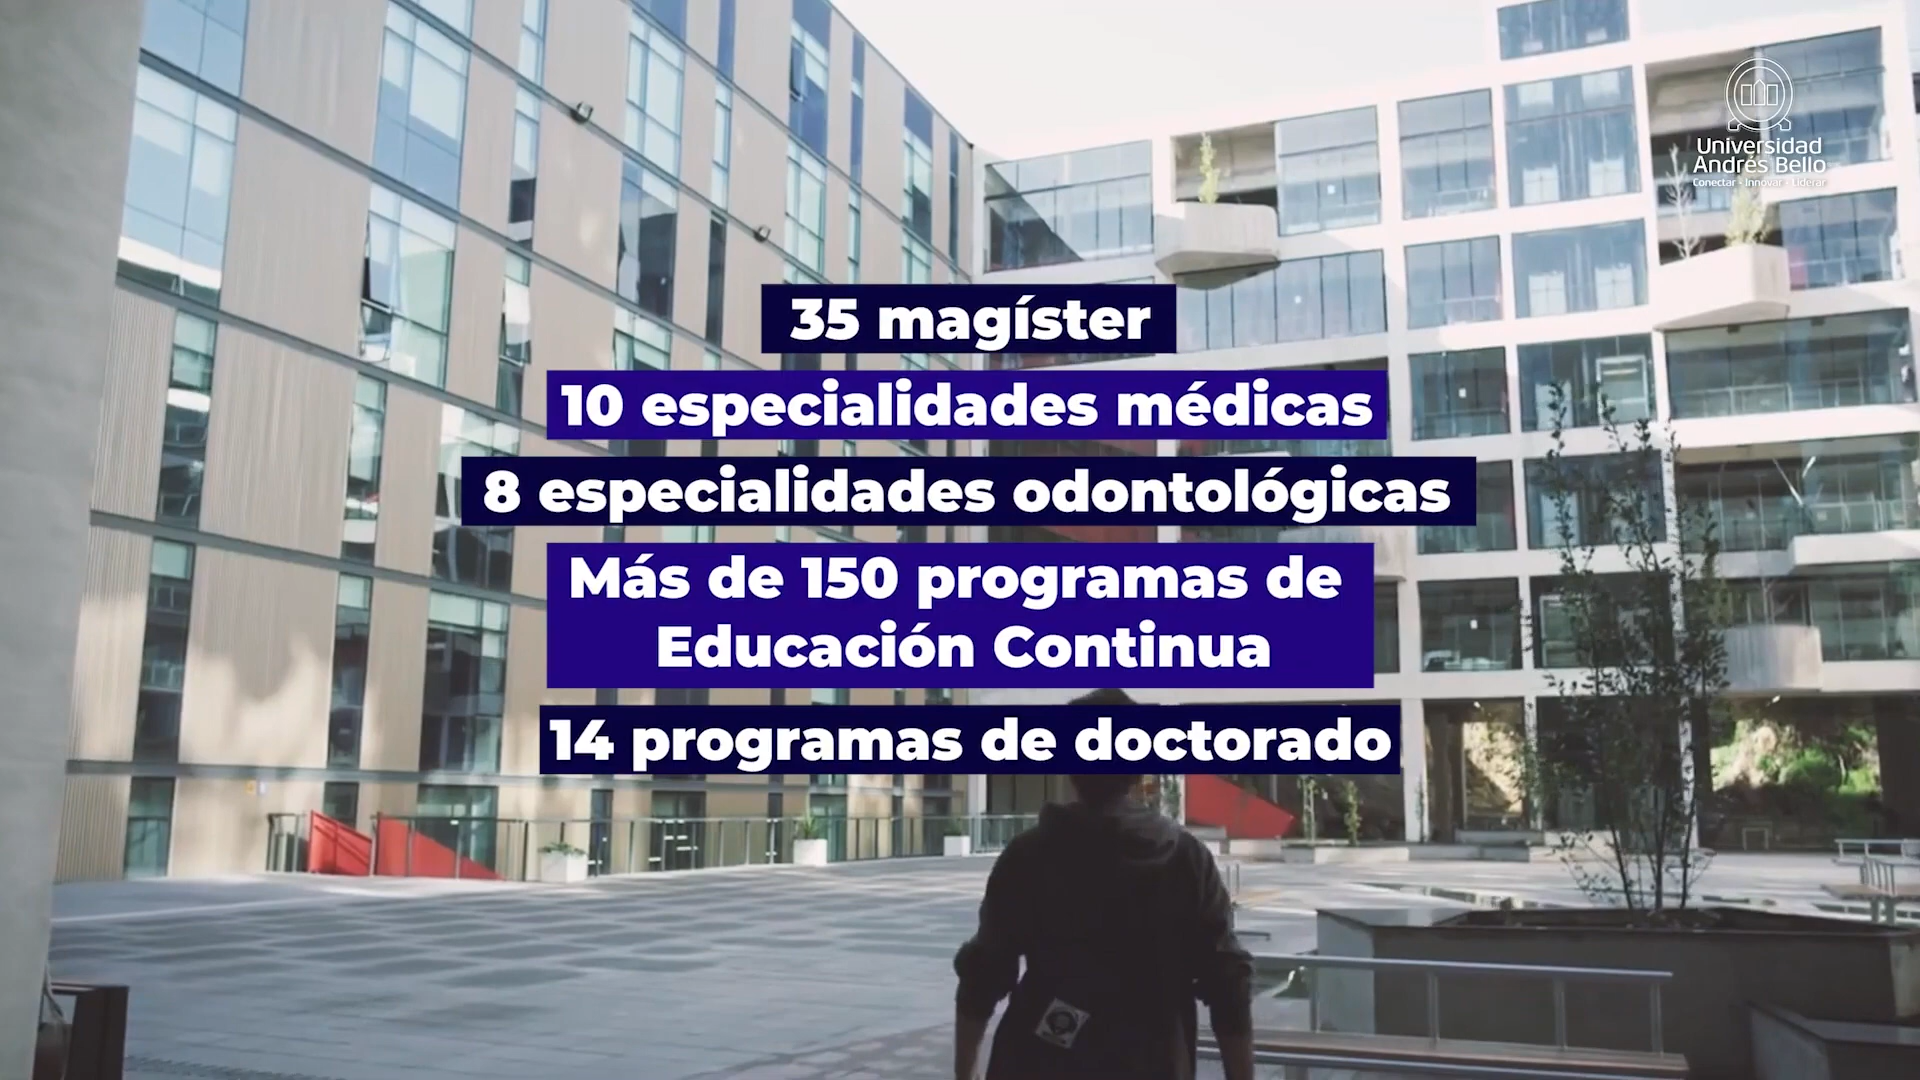 Universidad
Andrés Bello
Conectar - Innovar - Liderar
35 magíster
10 especialidades médicas
8 especialidades odontológicas
Más de 150 programas de
Educación Continua
14 programas de doctorado